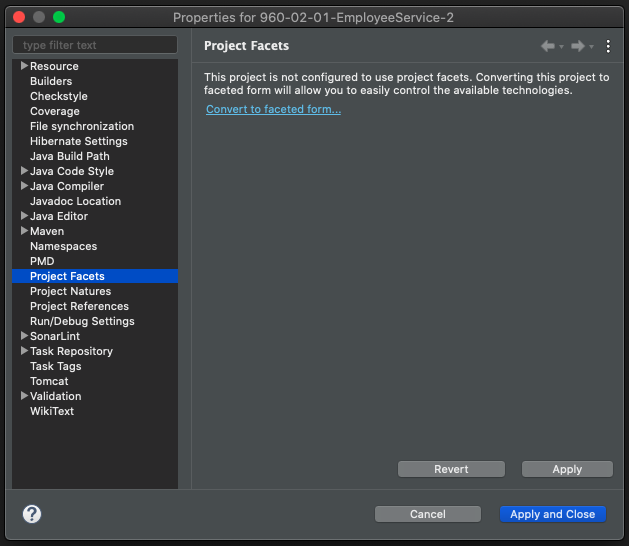 Properties for 960-02-01-EmployeeService-2
type filter text
Resource
Builders
Checkstyle
Coverage
File synchronization
Hibernate Settings
Java Build Path
Java Code Style
Java Compiler
Javadoc Location
Java Editor
Maven
Namespaces
PMD
Project Facets
Project Natures
Project References
Run/Debug Settings
SonarLint
Task Repository
Task Tags
Tomcat
Validation
WikiText
Project Facets
This project is not configured to use project facets. Converting this project to
faceted form will allow you to easily control the available technologies.
Convert to faceted form...
Revert
Apply
?
Cancel
Apply and Close